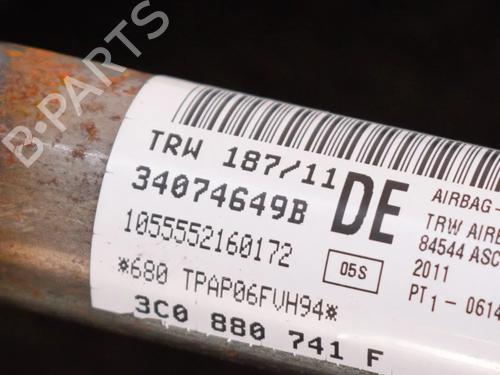 B-PARTS
TRW 187/11
34074649B
DE
1055552160172
05S
*680 TPAP06FVH94*
3C0 880 741 F
AIRBAG-
TRW AIRB
84544 ASC
2011
PT1 - 0614